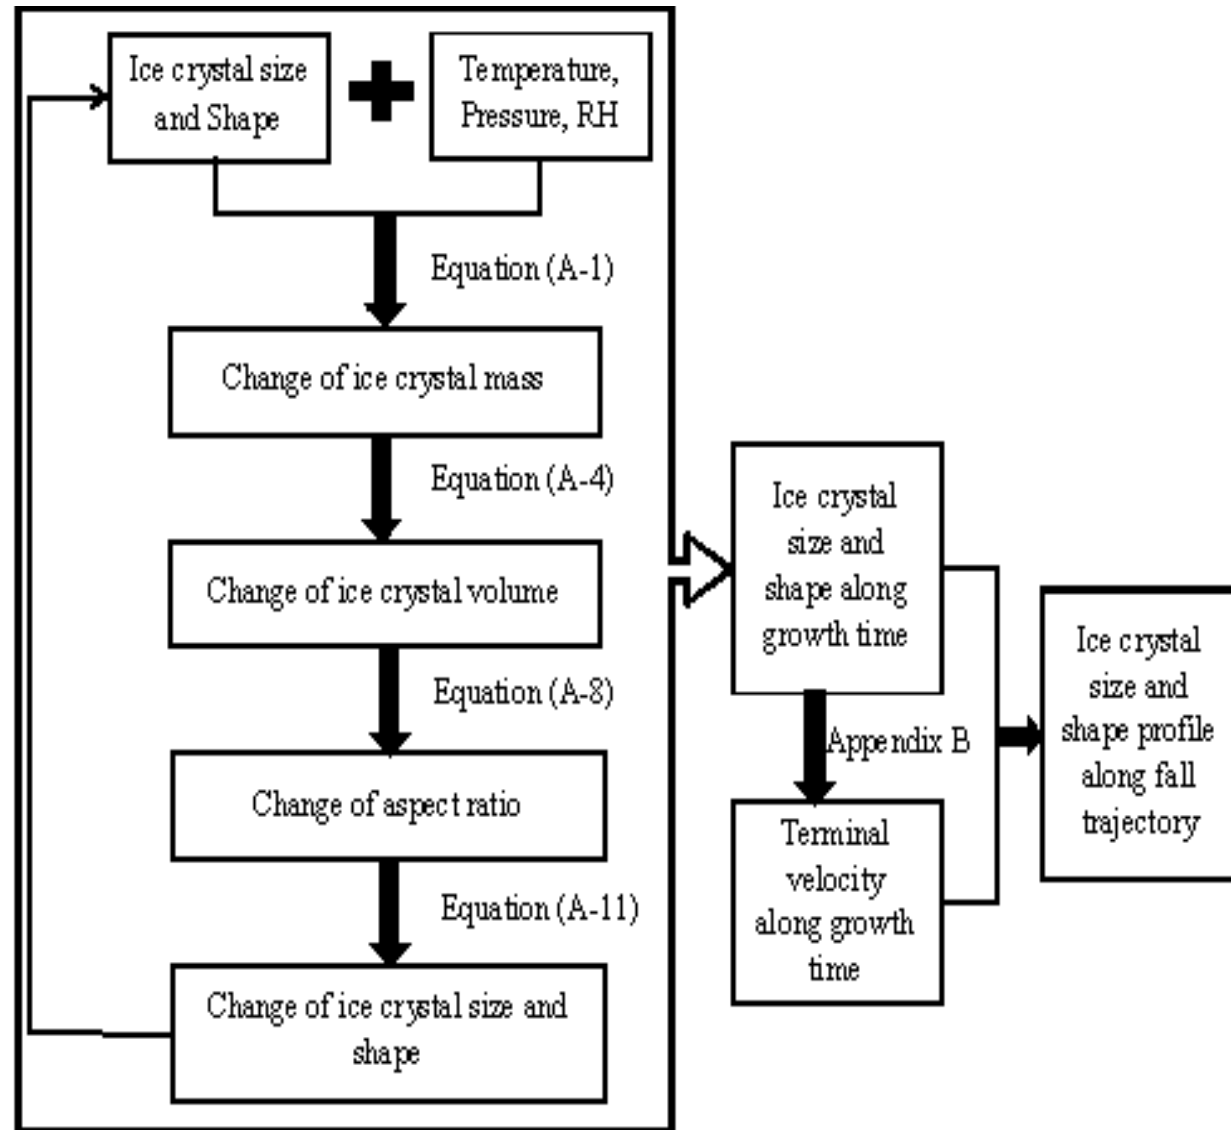 Ice crystal size
and Shape
Temperature,
Pressure, RH
Equation (A-1)
Change of ice crystal mass
Equation (A-4)
Change of ice crystal volume
Equation (A-8)
Change of aspect ratio
Equation (A-11)
Change of ice crystal size and
shape
Ice crystal
size and
shape along
growth time
Appendix B
Terminal
velocity
along growth
time
Ice crystal
size and
shape profile
along fall
trajectory